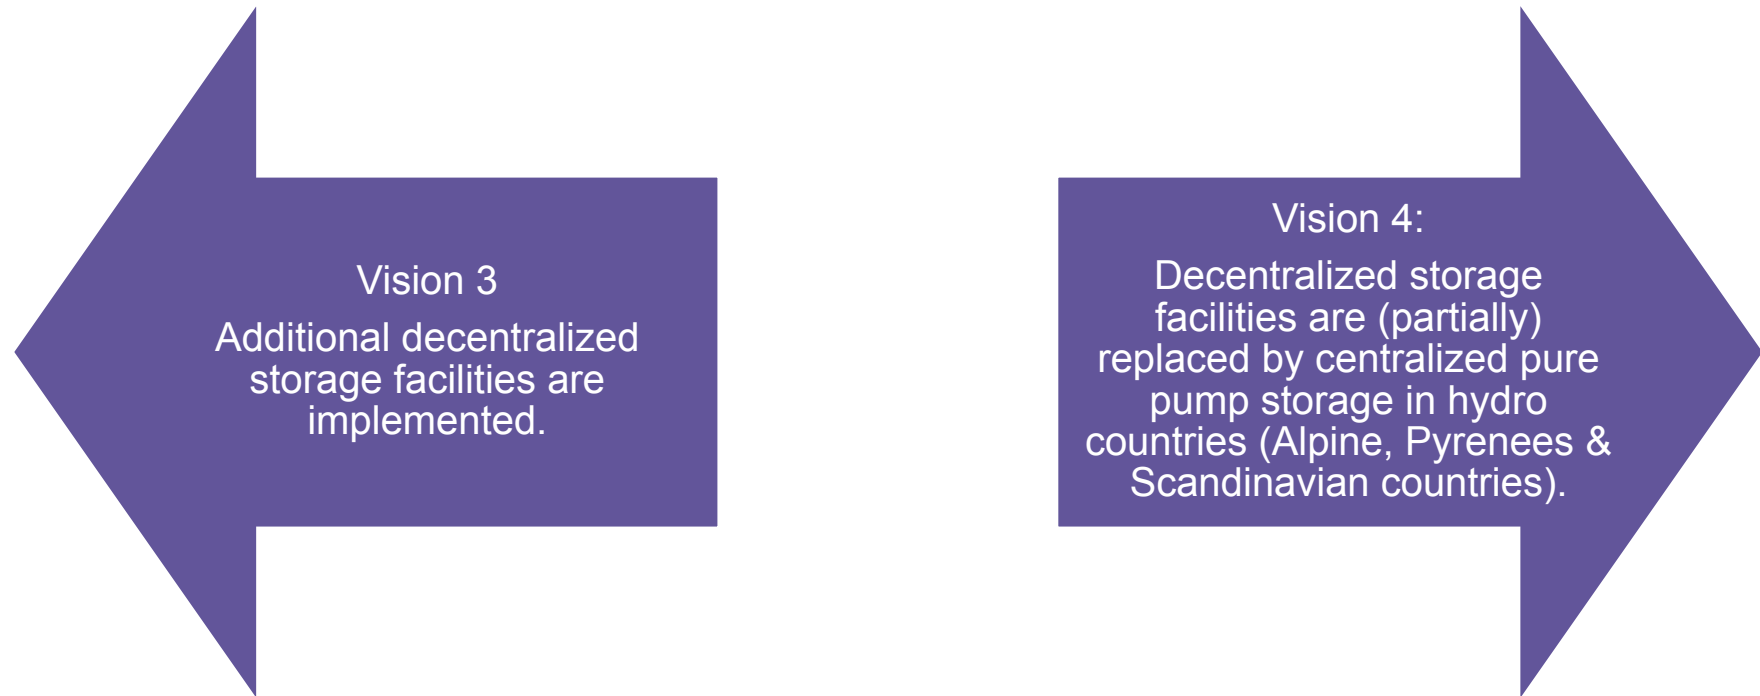 Vision 3
Additional decentralized
storage facilities are
implemented.
Vision 4:
Decentralized storage
facilities are (partially)
replaced by centralized pure
pump storage in hydro
countries (Alpine, Pyrenees &
Scandinavian countries).